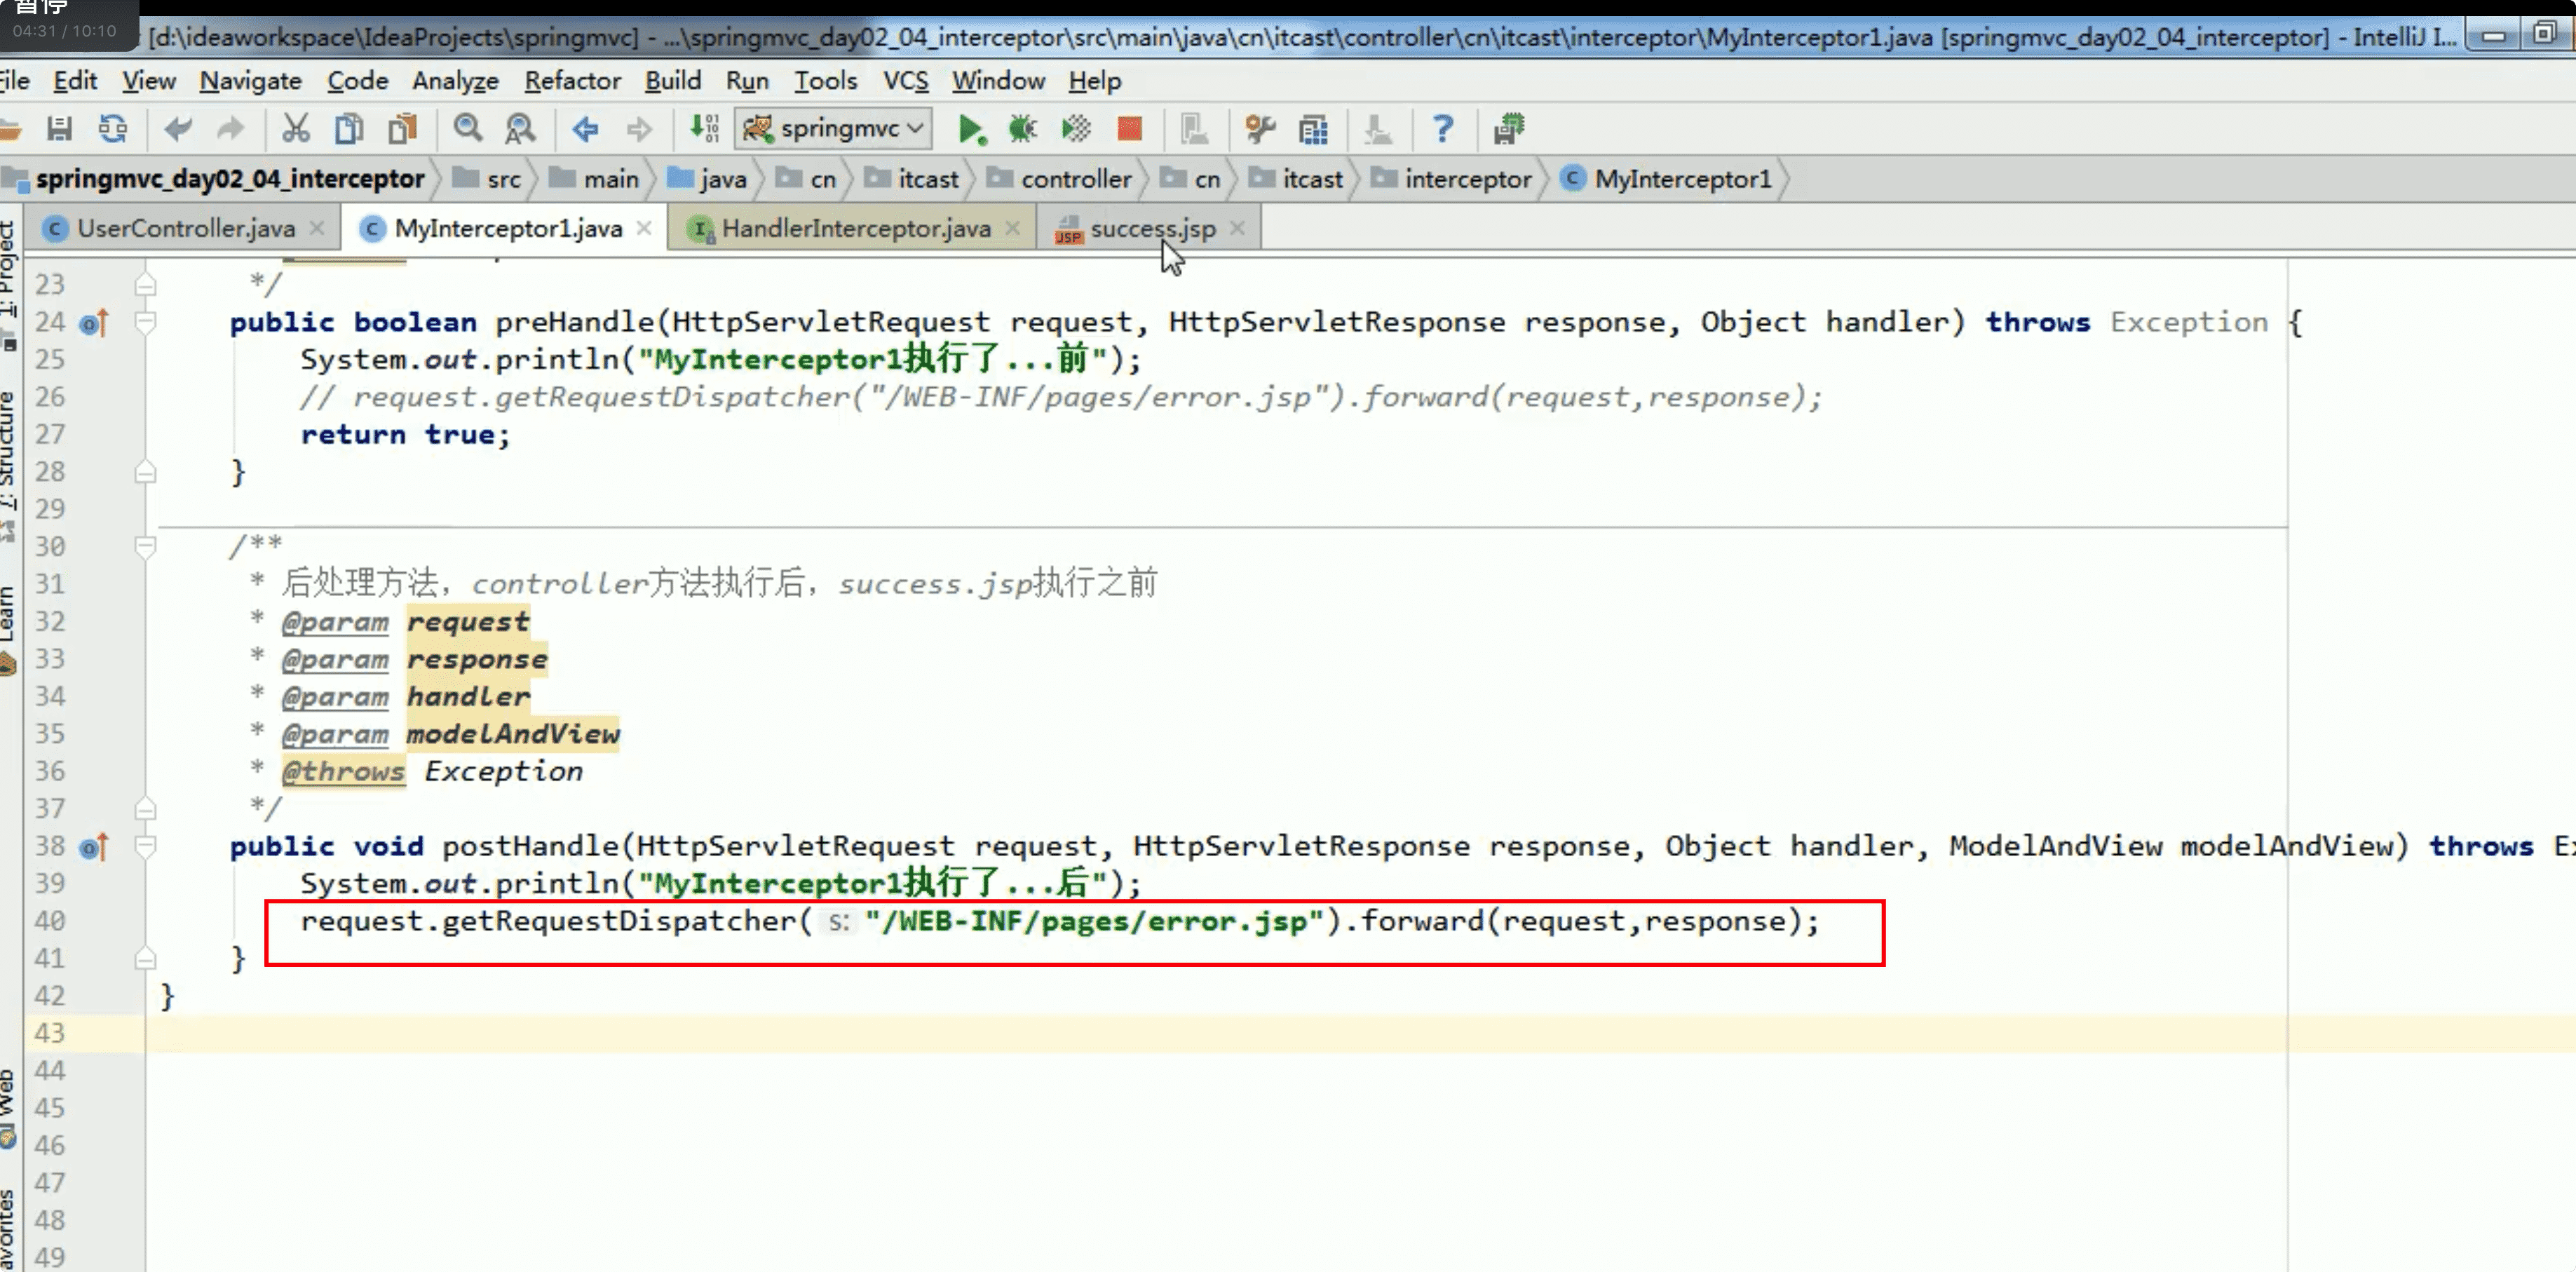 暂停
04:31 / 10:10
[d:\ideaworkspace\IdeaProjects\springmvc] - ...\springmvc_day02_04_interceptor\src\main\java\cn\itcast\controller\cn\itcast\interceptor\MyInterceptor1.java [springmvc_day02_04_interceptor] - IntelliJ I...
File Edit View Navigate Code Analyze Refactor Build Run Tools VCS Window Help
springmvc
springmvc_day02_04_interceptor src main java cn itcast controller cn itcast interceptor MyInterceptor1
UserController.java MyInterceptor1.java HandlerInterceptor.java success.jsp
1: Project
7: Structure
Learn
Web
avorites
23 */
24 public boolean preHandle(HttpServletRequest request, HttpServletResponse response, Object handler) throws Exception {
25 System.out.println("MyInterceptor1执行了...前");
26 // request.getRequestDispatcher("/WEB-INF/pages/error.jsp").forward(request,response);
27 return true;
28 }
29
30 /**
31 * 后处理方法，controller方法执行后，success.jsp执行之前
32 * @param request
33 * @param response
34 * @param handler
35 * @param modelAndView
36 * @throws Exception
37 */
38 public void postHandle(HttpServletRequest request, HttpServletResponse response, Object handler, ModelAndView modelAndView) throws Ex
39 System.out.println("MyInterceptor1执行了...后");
40 request.getRequestDispatcher( s: "/WEB-INF/pages/error.jsp").forward(request,response);
41 }
42 }
43
44
45
46
47
48
49